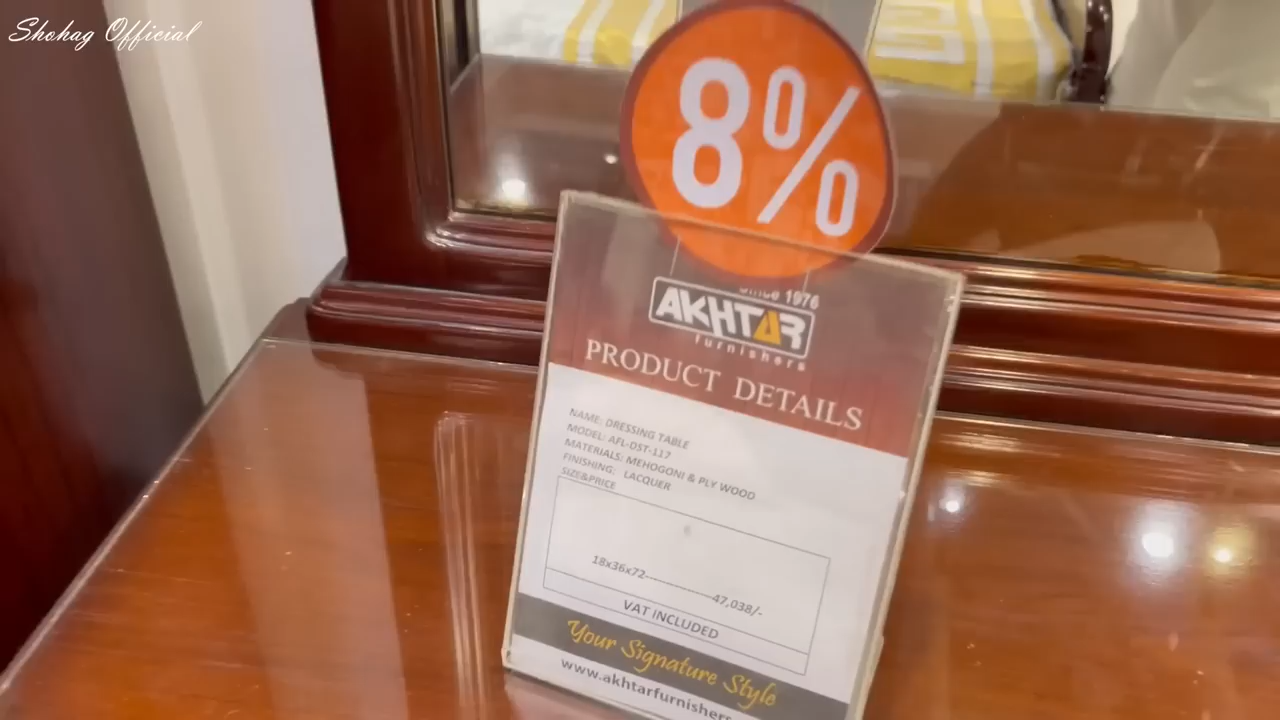 Shohag Official
8%
Since 1976
AKHTAR
furnishers
PRODUCT DETAILS
NAME: DRESSING TABLE
MODEL: AFL-DST-117
MATERIALS: MEHOGONI & PLY WOOD
FINISHING: LACQUER
SIZE&PRICE
18x36x72----------------47,038/-
VAT INCLUDED
Your Signature Style
www.akhtarfurnishers